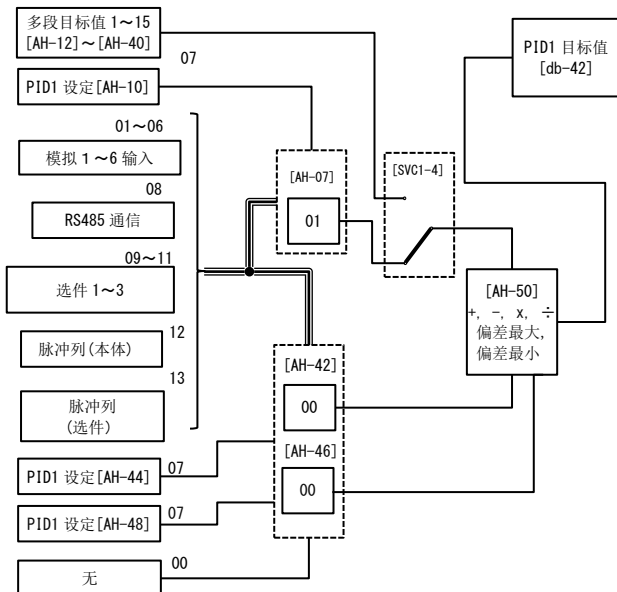 多段目标值 1～15
[AH-12]～[AH-40]
07
PID1 设定[AH-10]
01～06
模拟 1～6 输入
08
RS485 通信
09～11
选件 1～3
12
脉冲列(本体)
13
脉冲列
(选件)
PID1 设定[AH-44]
07
PID1 设定[AH-48]
07
00
无
[AH-07]
01
[SVC1-4]
[AH-42]
00
[AH-46]
00
[AH-50]
+, -, x, ÷
偏差最大,
偏差最小
PID1 目标值
[db-42]